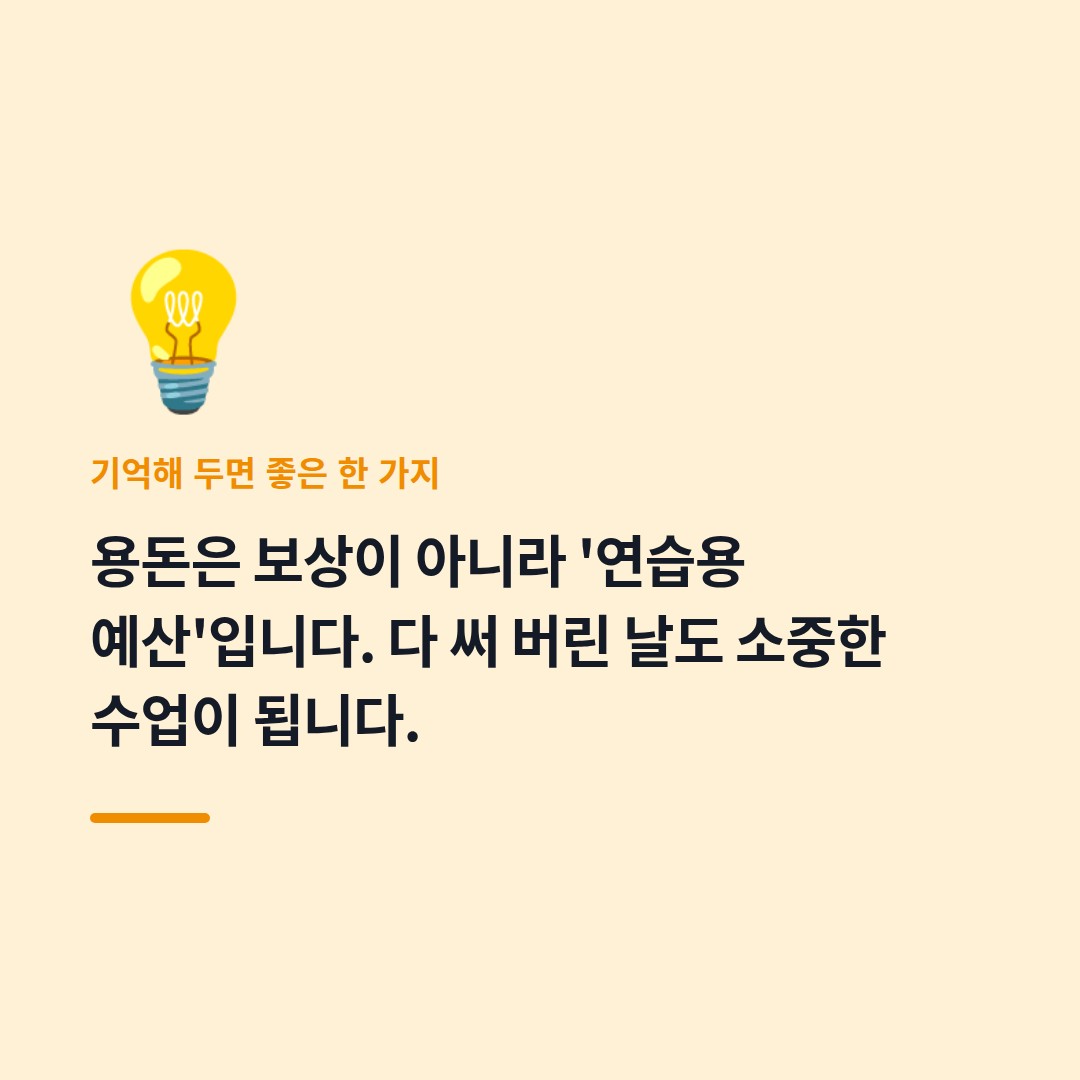 기억해 두면 좋은 한 가지
용돈은 보상이 아니라 '연습용
예산'입니다. 다 써 버린 날도 소중한
수업이 됩니다.